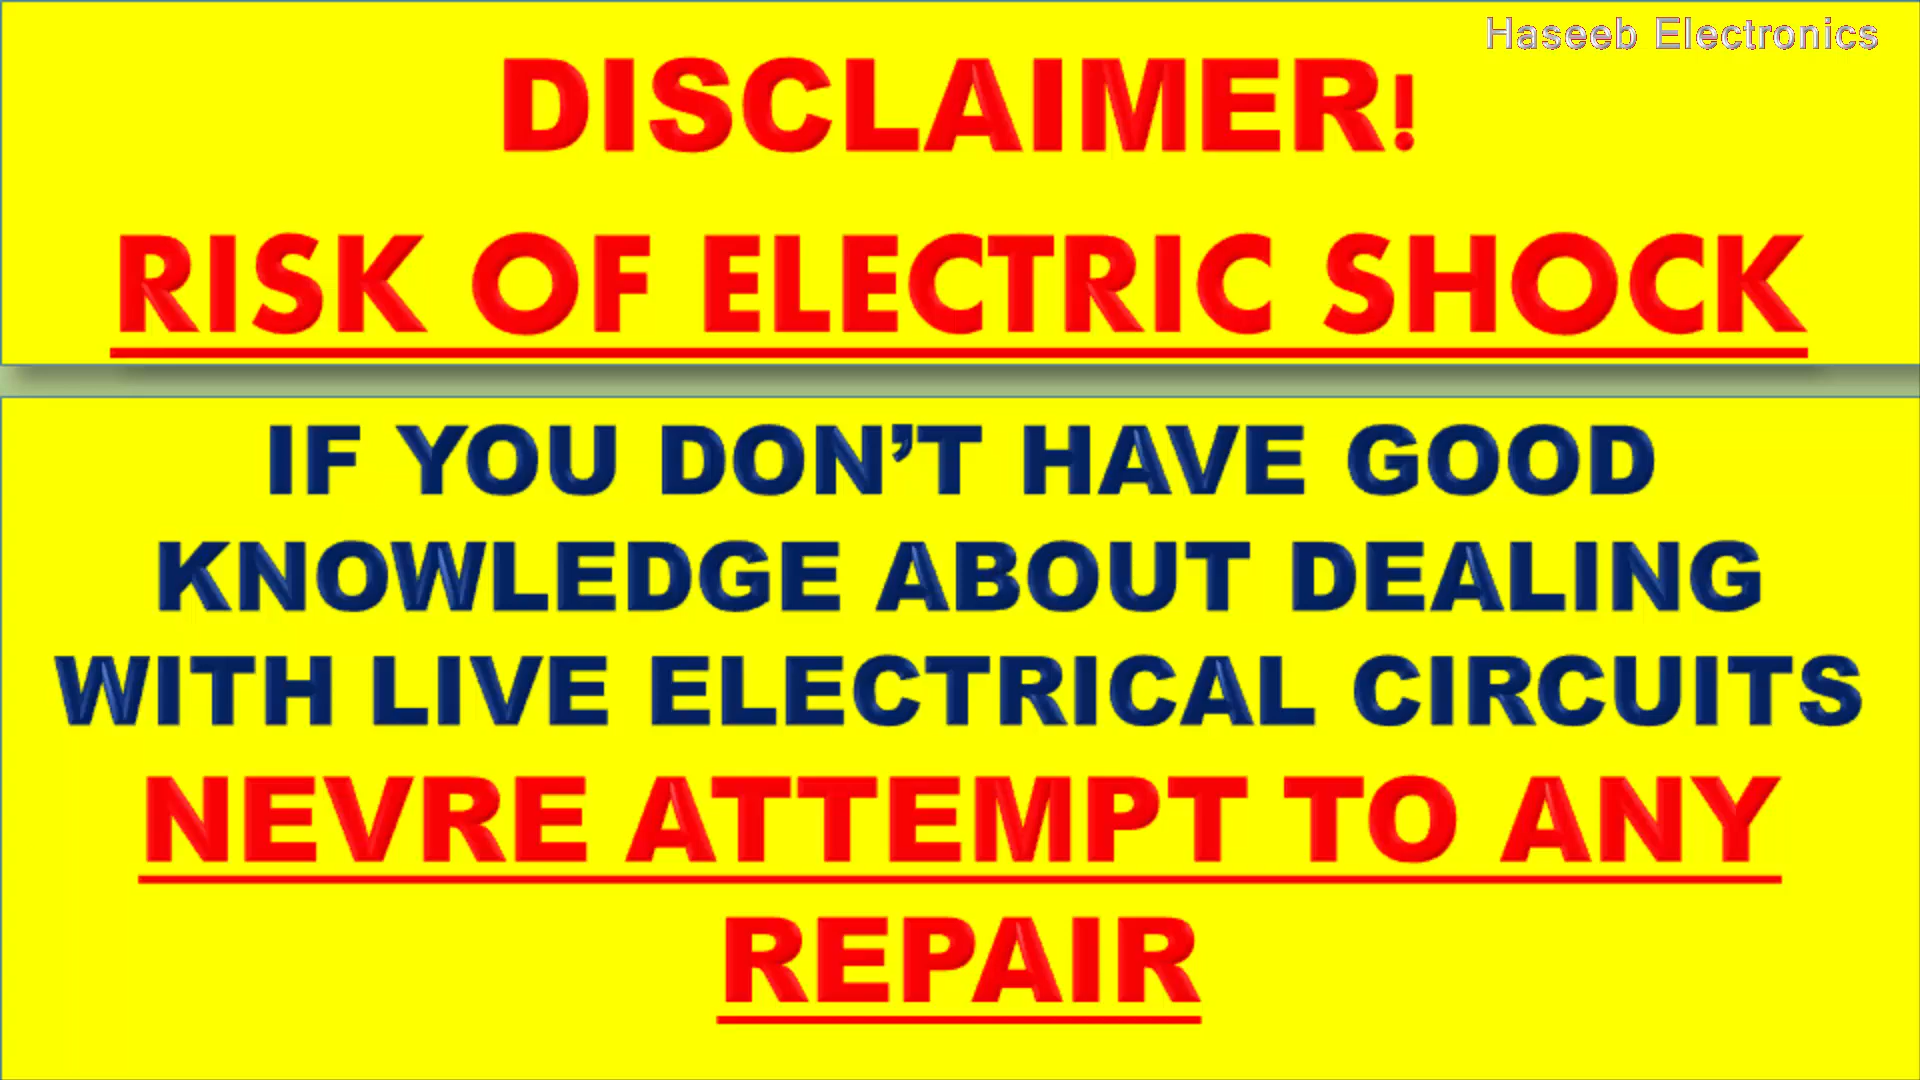 Haseeb Electronics
DISCLAIMER!
RISK OF ELECTRIC SHOCK
IF YOU DON’T HAVE GOOD
KNOWLEDGE ABOUT DEALING
WITH LIVE ELECTRICAL CIRCUITS
NEVRE ATTEMPT TO ANY
REPAIR